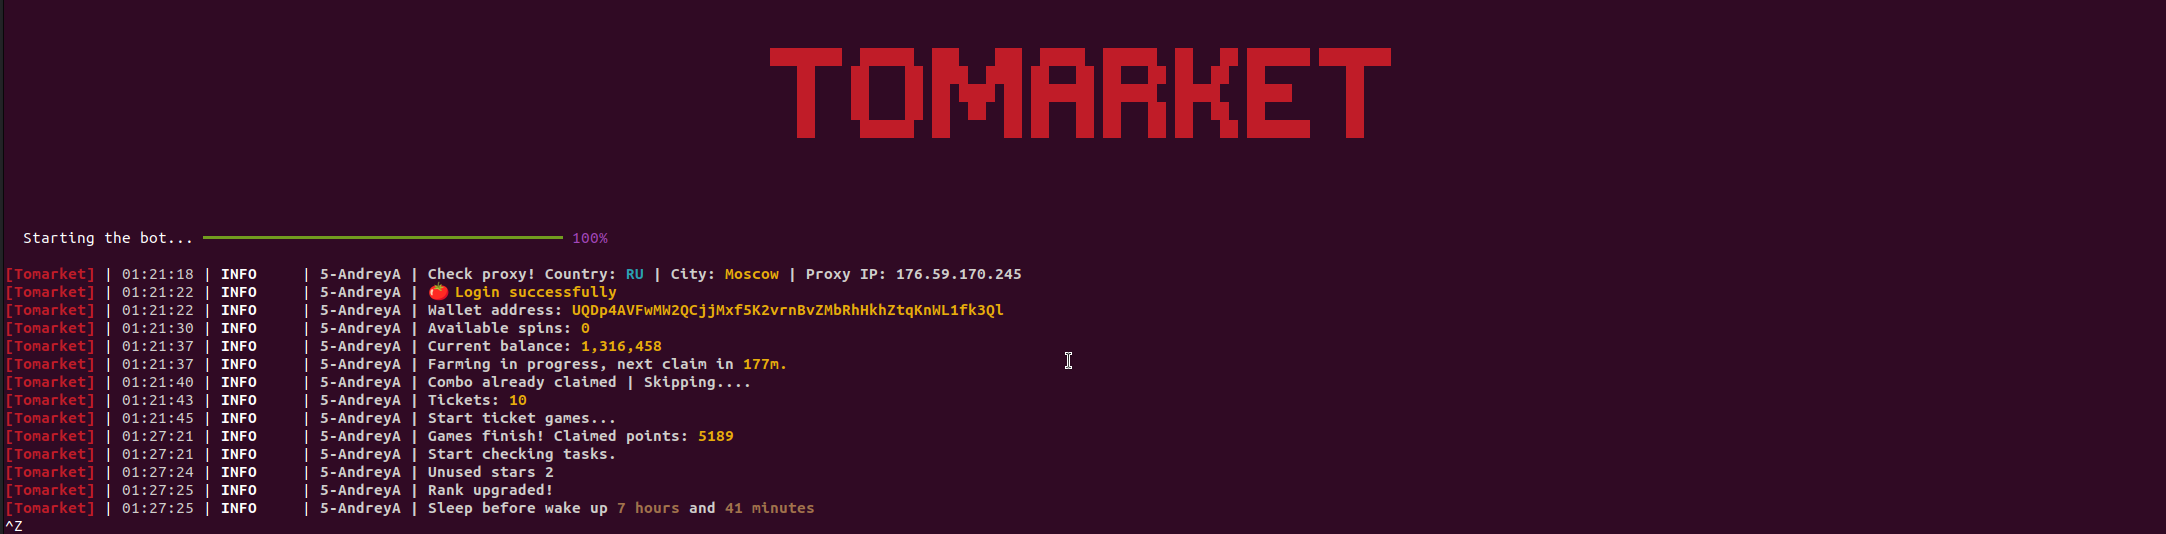 TOMARKET
Starting the bot... 100%
[Tomarket] | 01:21:18 | INFO | 5-AndreyA | Check proxy! Country: RU | City: Moscow | Proxy IP: 176.59.170.245
[Tomarket] | 01:21:22 | INFO | 5-AndreyA | 🍅 Login successfully
[Tomarket] | 01:21:22 | INFO | 5-AndreyA | Wallet address: UQDp4AVFwMW2QCjjMxf5K2vrnBvZMbRhHkhZtqKnWL1fk3Ql
[Tomarket] | 01:21:30 | INFO | 5-AndreyA | Available spins: 0
[Tomarket] | 01:21:37 | INFO | 5-AndreyA | Current balance: 1,316,458
[Tomarket] | 01:21:37 | INFO | 5-AndreyA | Farming in progress, next claim in 177m.
[Tomarket] | 01:21:40 | INFO | 5-AndreyA | Combo already claimed | Skipping....
[Tomarket] | 01:21:43 | INFO | 5-AndreyA | Tickets: 10
[Tomarket] | 01:21:45 | INFO | 5-AndreyA | Start ticket games...
[Tomarket] | 01:27:21 | INFO | 5-AndreyA | Games finish! Claimed points: 5189
[Tomarket] | 01:27:21 | INFO | 5-AndreyA | Start checking tasks.
[Tomarket] | 01:27:24 | INFO | 5-AndreyA | Unused stars 2
[Tomarket] | 01:27:25 | INFO | 5-AndreyA | Rank upgraded!
[Tomarket] | 01:27:25 | INFO | 5-AndreyA | Sleep before wake up 7 hours and 41 minutes
^Z